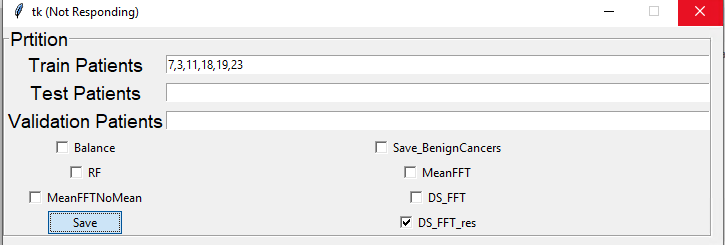 tk (Not Responding)
Prtition
Train Patients 7,3,11,18,19,23
Test Patients
Validation Patients
Balance Save_BenignCancers
RF MeanFFT
MeanFFTNoMean DS_FFT
Save DS_FFT_res